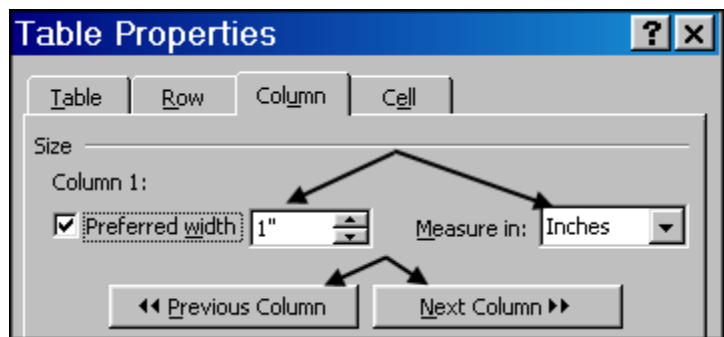 Table Properties ? ×
Table Row Column Cell
Size
Column 1:
Preferred width 1" Measure in: Inches
Previous Column Next Column